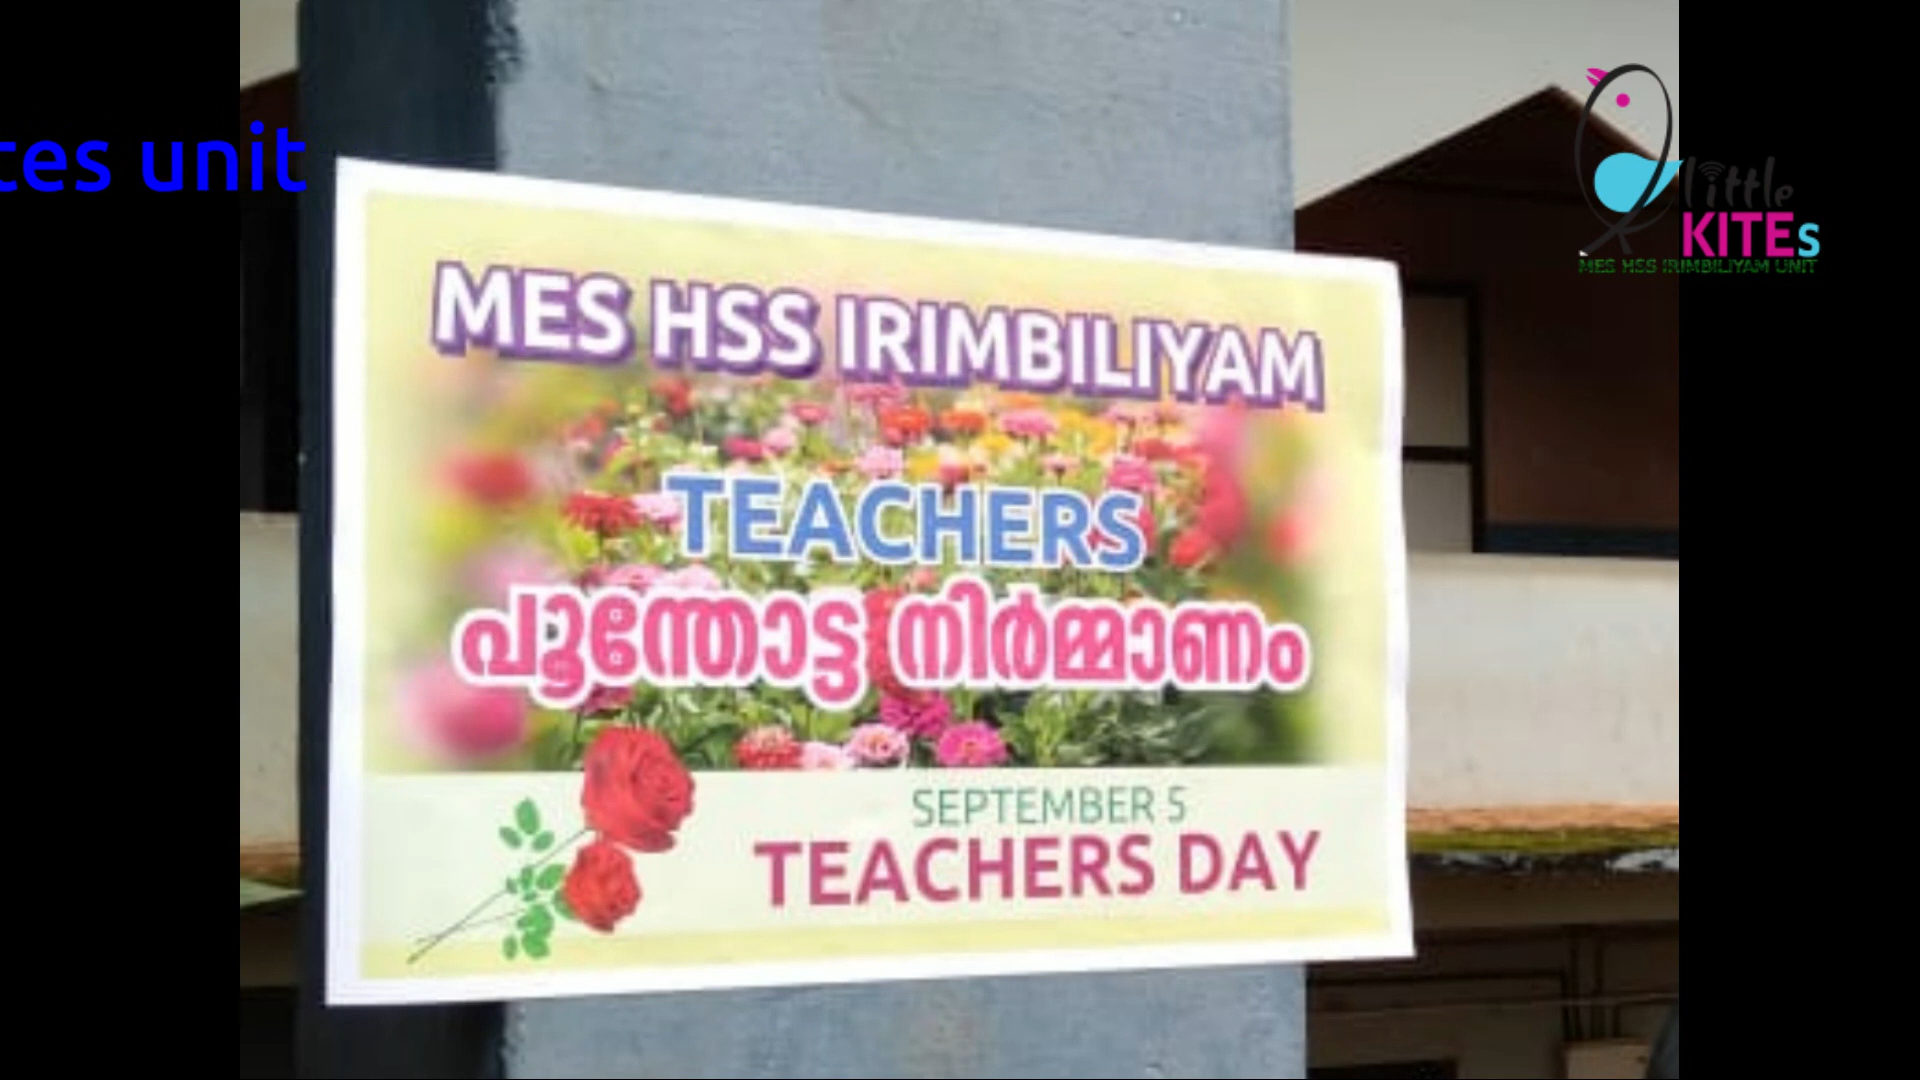 tes unit
little
KITEs
MES HSS IRIMBILIYAM UNIT
MES HSS IRIMBILIYAM
TEACHERS
പൂന്തോട്ട നിർമ്മാണം
SEPTEMBER 5
TEACHERS DAY